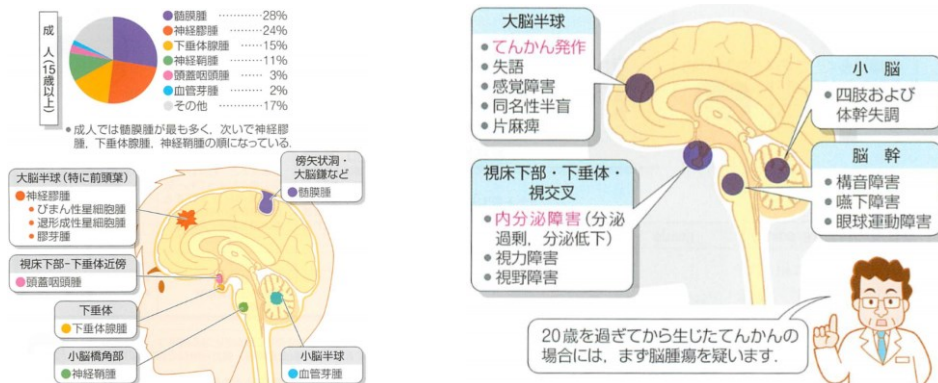 成人(15歳以上)
髄膜腫 ………… 28%
神経膠腫 ………… 24%
下垂体腺腫 ………… 15%
神経鞘腫 ………… 11%
頭蓋咽頭腫 ………… 3%
血管芽腫 ………… 2%
その他 ………… 17%
● 成人では髄膜腫が最も多く、次いで神経膠
腫、下垂体腺腫、神経鞘腫の順になっている.
大脳半球(特に前頭葉)
●神経膠腫
● びまん性星細胞腫
● 退形成性星細胞腫
● 膠芽腫
傍矢状洞・
大脳鎌など
●髄膜腫
視床下部−下垂体近傍
●頭蓋咽頭腫
下垂体
●下垂体腺腫
小脳橋角部
●神経鞘腫
小脳半球
●血管芽腫
大脳半球
● てんかん発作
● 失語
● 感覚障害
● 同名性半盲
● 片麻痺
視床下部・下垂体・
視交叉
● 内分泌障害(分泌
過剰、分泌低下)
● 視力障害
● 視野障害
小脳
● 四肢および
体幹失調
脳幹
● 構音障害
● 嚥下障害
● 眼球運動障害
20歳を過ぎてから生じたてんかんの
場合には、まず脳腫瘍を疑います.